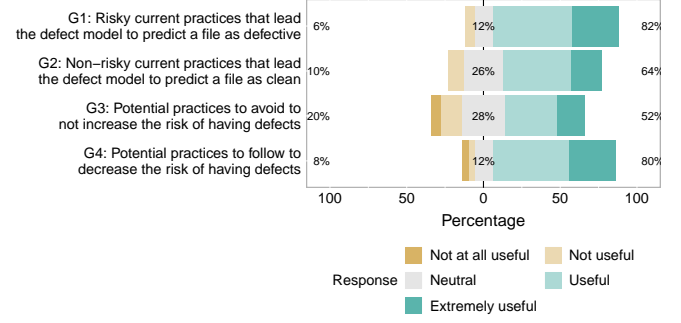 G1: Risky current practices that lead
the defect model to predict a file as defective
6%
12%
82%
G2: Non−risky current practices that lead
the defect model to predict a file as clean
10%
26%
64%
G3: Potential practices to avoid to
not increase the risk of having defects
20%
28%
52%
G4: Potential practices to follow to
decrease the risk of having defects
8%
12%
80%
100 50 0 50 100
Percentage
Response
Not at all useful
Not useful
Neutral
Useful
Extremely useful